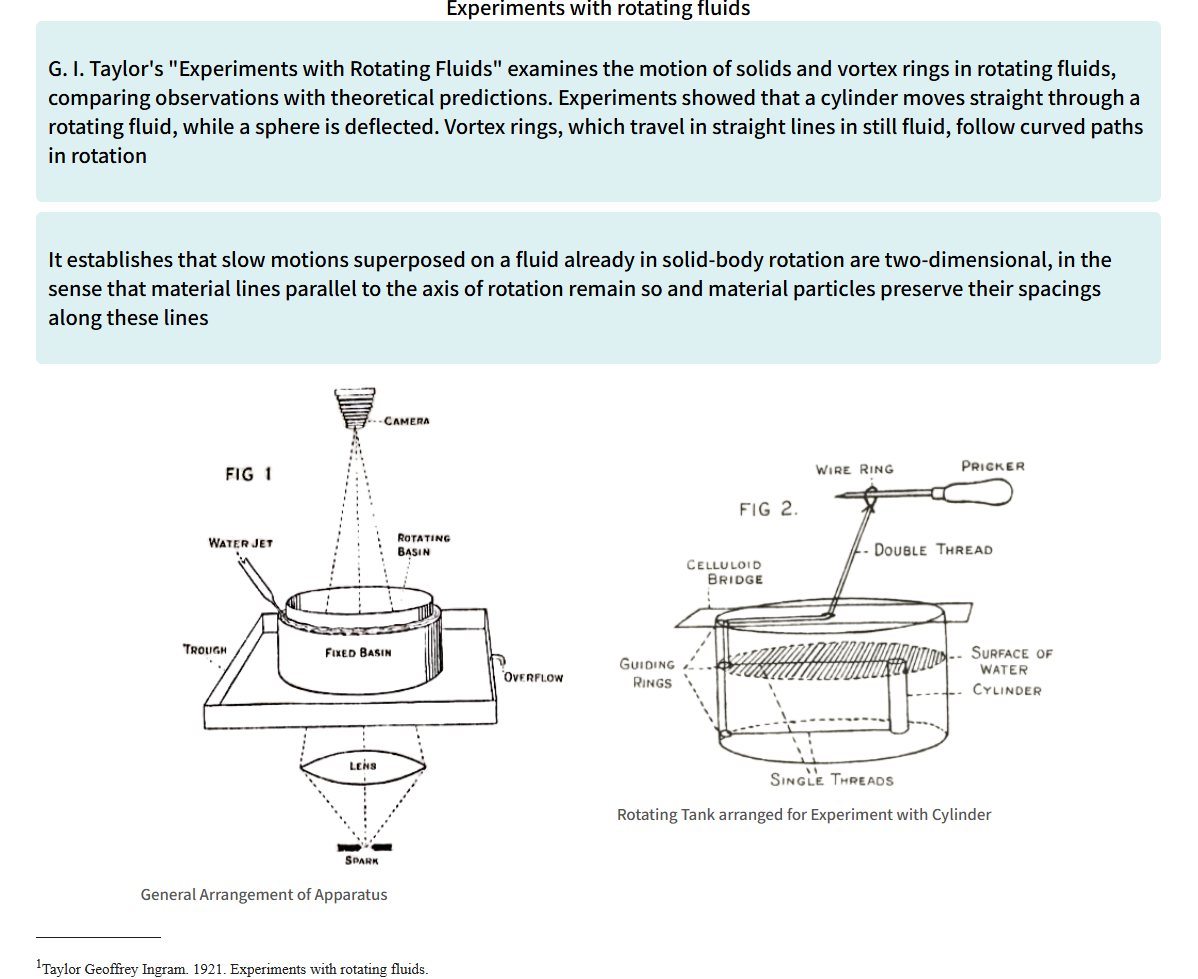 Experiments with rotating fluids
G. I. Taylor's "Experiments with Rotating Fluids" examines the motion of solids and vortex rings in rotating fluids,
comparing observations with theoretical predictions. Experiments showed that a cylinder moves straight through a
rotating fluid, while a sphere is deflected. Vortex rings, which travel in straight lines in still fluid, follow curved paths
in rotation
It establishes that slow motions superposed on a fluid already in solid-body rotation are two-dimensional, in the
sense that material lines parallel to the axis of rotation remain so and material particles preserve their spacings
along these lines
CAMERA
FIG 1
WATER JET
ROTATING
BASIN
TROUGH
FIXED BASIN
OVERFLOW
LENS
SPARK
General Arrangement of Apparatus
WIRE RING
PRICKER
FIG 2.
DOUBLE THREAD
CELLULOID
BRIDGE
GUIDING
RINGS
SURFACE OF
WATER
CYLINDER
SINGLE THREADS
Rotating Tank arranged for Experiment with Cylinder
1Taylor Geoffrey Ingram. 1921. Experiments with rotating fluids.